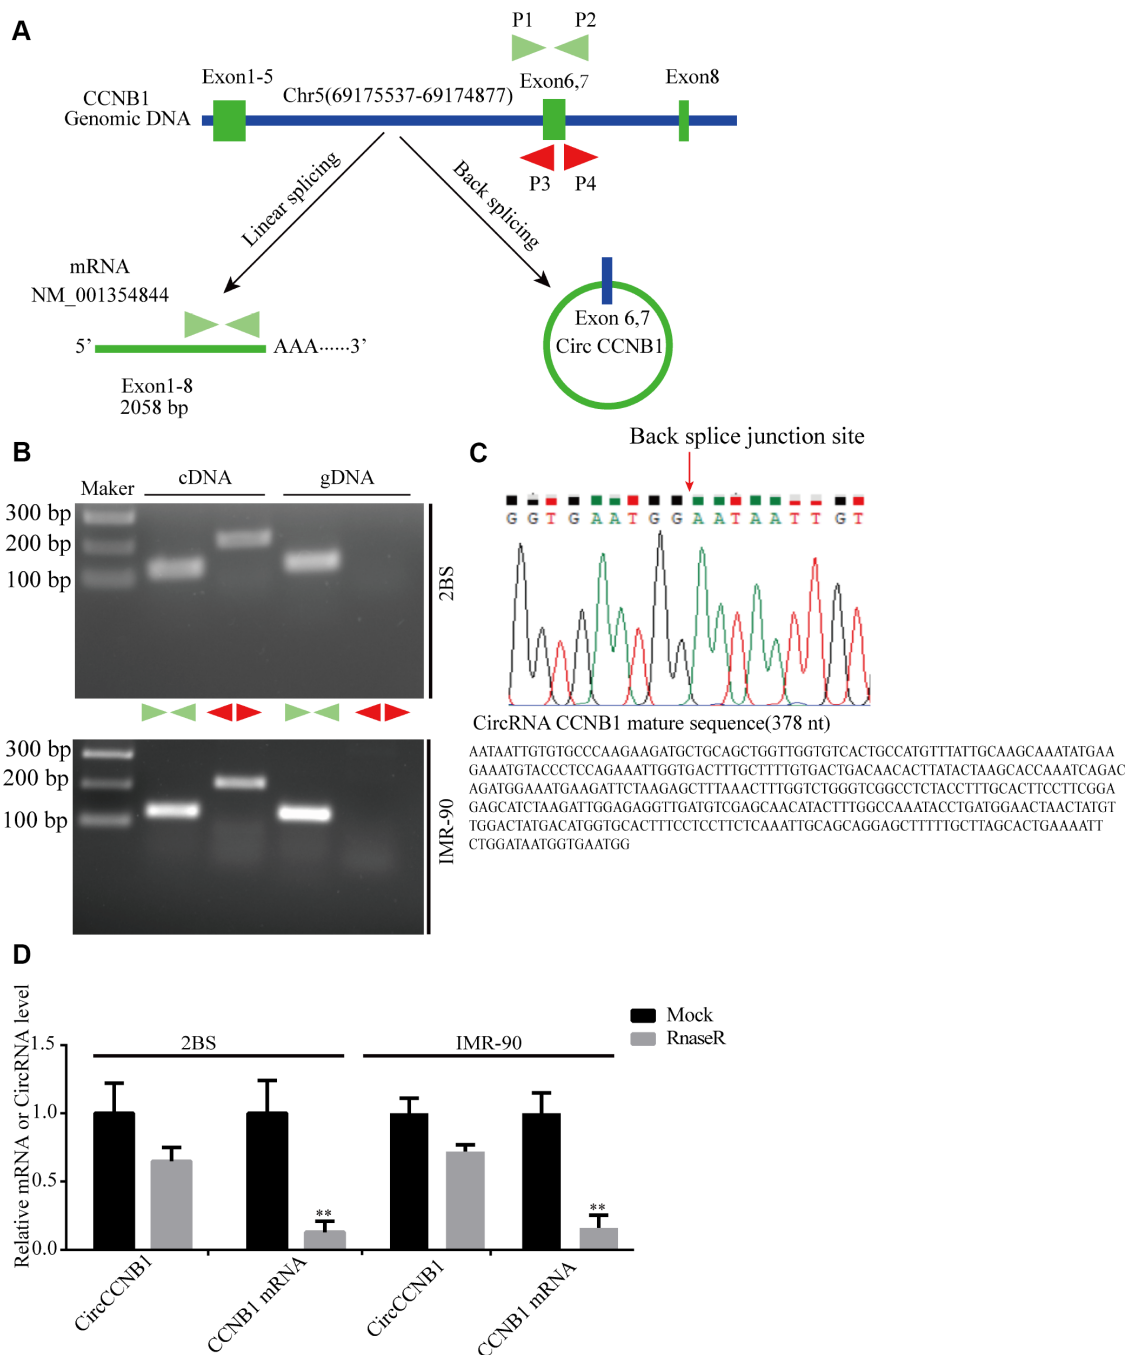 A
P1 P2
Exon1-5
Exon6,7
Exon8
Chr5(69175537-69174877)
CCNB1
Genomic DNA
P3 P4
Linear splicing
Back splicing
mRNA
NM_001354844
5’ AAA······3’
Exon1-8
2058 bp
Exon 6,7
Circ CCNB1
B
Maker cDNA gDNA
300 bp
200 bp
100 bp
2BS
300 bp
200 bp
100 bp
IMR-90
C
Back splice junction site
G G T G A A T G G A A T A A T T G T
CircRNA CCNB1 mature sequence(378 nt)
AATAATTGTGTGCCCAAGAAGATGCTGCAGCTGGTTGGTGTCACTGCCATGTTTATTGCAAGCAAATATGAA
GAAATGTACCCTCCAGAAATTGGTGACTTTGCTTTTGTGACTGACAACACTTATACTAAGCACCAAATCAGAC
AGATGGAAATGAAGATTCTAAGAGCTTTAAACTTTGGTCTGGGTCGGCCTCTACCTTTGCACTTCCTTCGGA
GAGCATCTAAGATTGGAGAGGTTGATGTCGAGCAACATACTTTGGCCAAATACCTGATGGAACTAACTATGT
TGGACTATGACATGGTGCACTTTCCTCCTTCTCAAATTGCAGCAGGAGCTTTTTGCTTAGCACTGAAAATT
CTGGATAATGGTGAATGG
D
Relative mRNA or CircRNA level
Mock
RnaseR
2BS IMR-90
1.5
1.0
0.5
0.0
** **
CircCCNB1
CCNB1 mRNA
CircCCNB1
CCNB1 mRNA